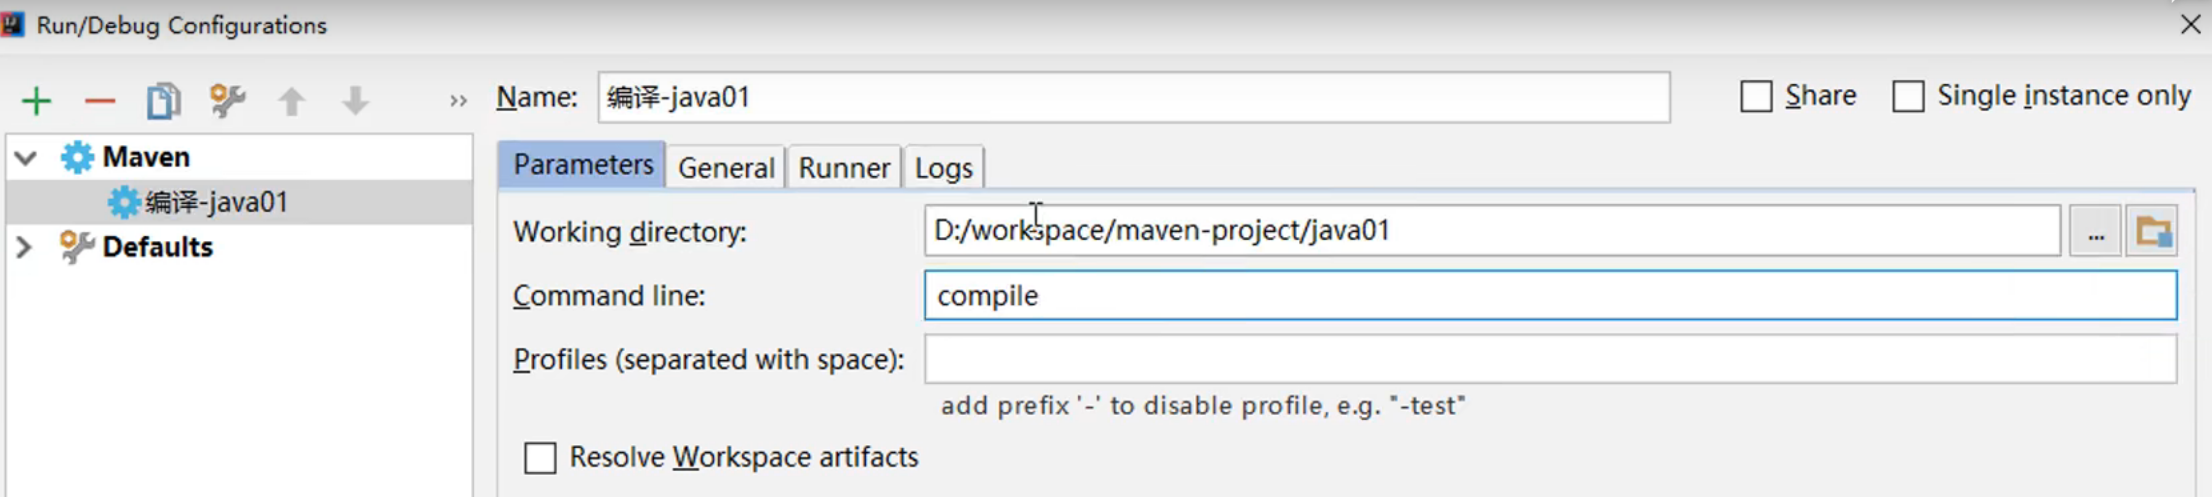 Run/Debug Configurations
Name: 编译-java01
Share
Single instance only
Maven
编译-java01
Defaults
Parameters General Runner Logs
Working directory: D:/workspace/maven-project/java01 ...
Command line: compile
Profiles (separated with space):
add prefix '-' to disable profile, e.g. "-test"
Resolve Workspace artifacts